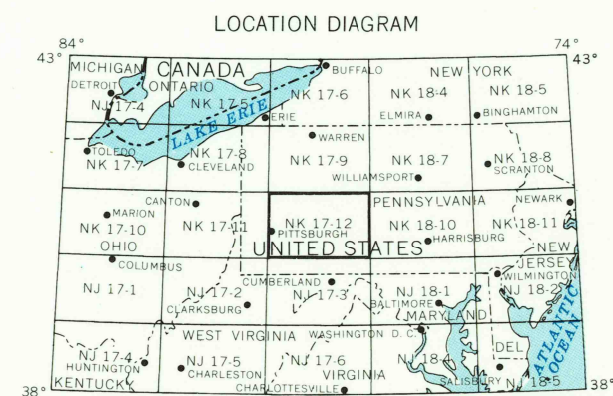 LOCATION DIAGRAM
84°
74°
43°
43°
MICHIGAN
CANADA
BUFFALO
NEW YORK
DETROIT
ONTARIO
NJ 17-4
NK 17-5
NK 17-6
NK 18-4
NK 18-5
LAKE ERIE
ERIE
ELMIRA
BINGHAMTON
TOLEDO
WARREN
NK 17-7
NK 17-8
NK 17-9
NK 18-7
NK 18-8
CLEVELAND
SCRANTON
WILLIAMSPORT
CANTON
PENNSYLVANIA
NEWARK
MARION
NK 17-10
NK 17-11
NK 17-12
NK 18-10
NK 18-11
PITTSBURGH
OHIO
UNITED STATES
HARRISBURG
NEW
JERSEY
COLUMBUS
WILMINGTON
CUMBERLAND
NJ 17-1
NJ 17-2
NJ 17-3
NJ 18-1
NJ 18-2
CLARKSBURG
BALTIMORE
MARYLAND
ATLANTIC
OCEAN
WEST VIRGINIA
WASHINGTON D. C.
DEL
NJ 17-4
NJ 17-5
NJ 17-6
NJ 18-4
HUNTINGTON
CHARLESTON
VIRGINIA
SALISBURY
NJ 18-5
KENTUCKY
CHARLOTTESVILLE
38°
38°